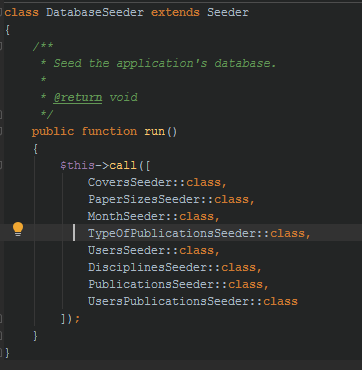 class DatabaseSeeder extends Seeder
{
    /**
     * Seed the application's database.
     *
     * @return void
     */
    public function run()
    {
        $this->call([
            CoversSeeder::class,
            PaperSizesSeeder::class,
            MonthSeeder::class,
            TypeOfPublicationsSeeder::class,
            UsersSeeder::class,
            DisciplinesSeeder::class,
            PublicationsSeeder::class,
            UsersPublicationsSeeder::class
        ]);
    }
}